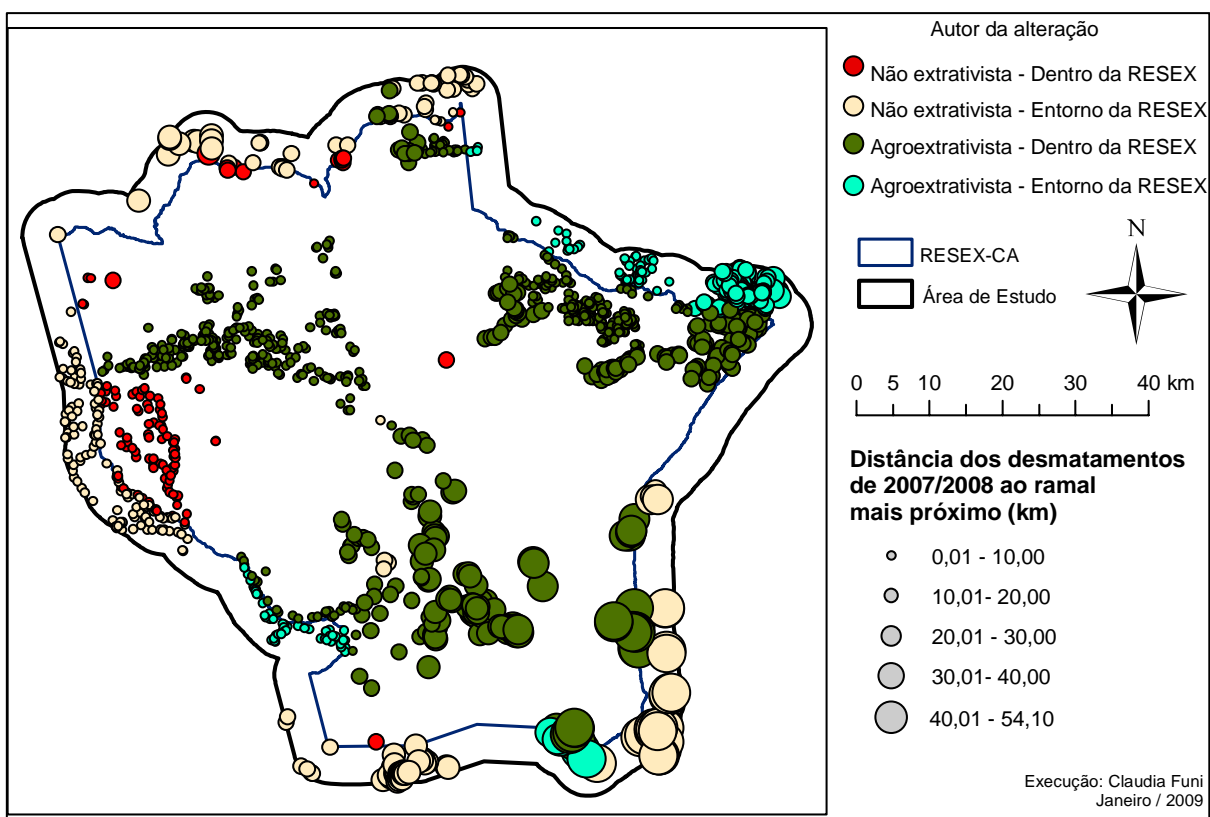 Autor da alteração
Não extrativista - Dentro da RESEX
Não extrativista - Entorno da RESEX
Agroextrativista - Dentro da RESEX
Agroextrativista - Entorno da RESEX
N
RESEX-CA
Área de Estudo
0 5 10 20 30 40 km
Distância dos desmatamentos
de 2007/2008 ao ramal
mais próximo (km)
0,01 - 10,00
10,01- 20,00
20,01 - 30,00
30,01- 40,00
40,01 - 54,10
Execução: Claudia Funi
Janeiro / 2009